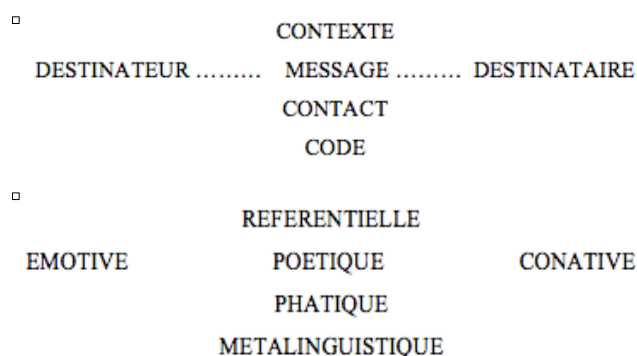 CONTEXTE
DESTINATEUR ……… MESSAGE ……… DESTINATAIRE
CONTACT
CODE
REFERENTIELLE
EMOTIVE POETIQUE CONATIVE
PHATIQUE
METALINGUISTIQUE